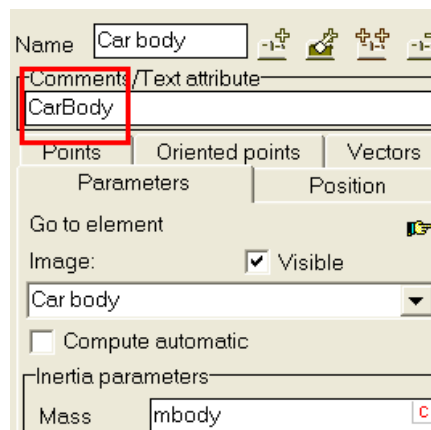 Name Car body
Comments/Text attribute
CarBody
Points Oriented points Vectors
Parameters Position
Go to element
Image: Visible
Car body
Compute automatic
Inertia parameters
Mass mbody C